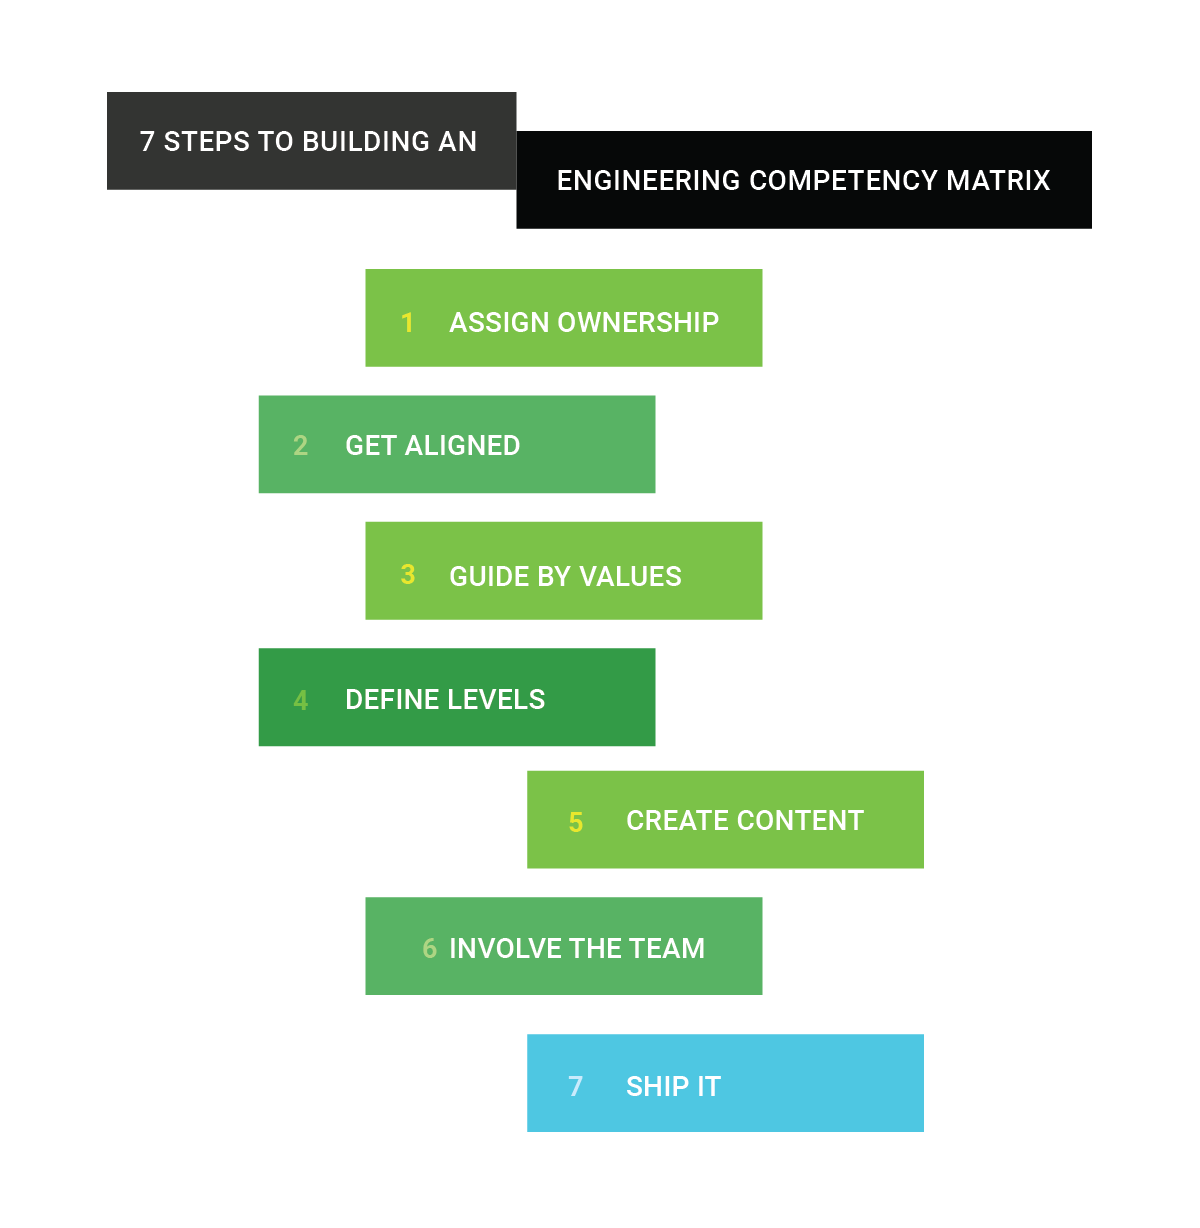 7 STEPS TO BUILDING AN
ENGINEERING COMPETENCY MATRIX
1 ASSIGN OWNERSHIP
2 GET ALIGNED
3 GUIDE BY VALUES
4 DEFINE LEVELS
5 CREATE CONTENT
6 INVOLVE THE TEAM
7 SHIP IT